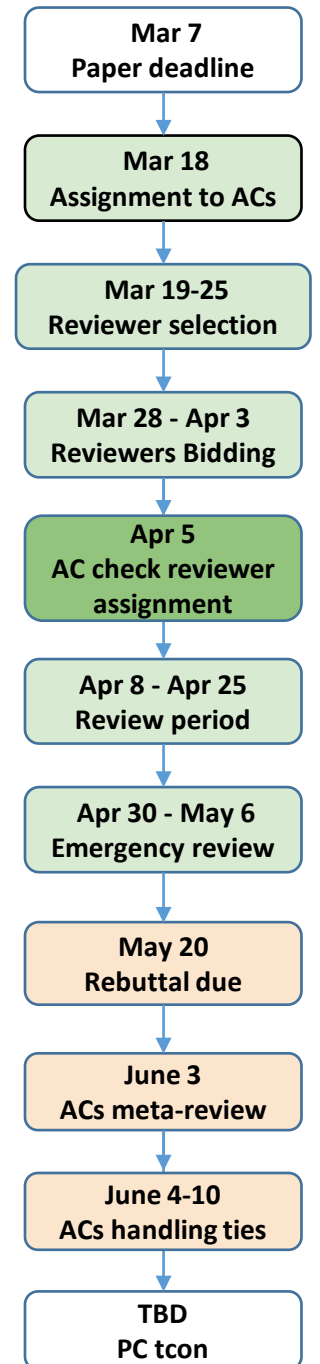 Mar 7
Paper deadline
Mar 18
Assignment to ACs
Mar 19-25
Reviewer selection
Mar 28 - Apr 3
Reviewers Bidding
Apr 5
AC check reviewer
assignment
Apr 8 - Apr 25
Review period
Apr 30 - May 6
Emergency review
May 20
Rebuttal due
June 3
ACs meta-review
June 4-10
ACs handling ties
TBD
PC tcon